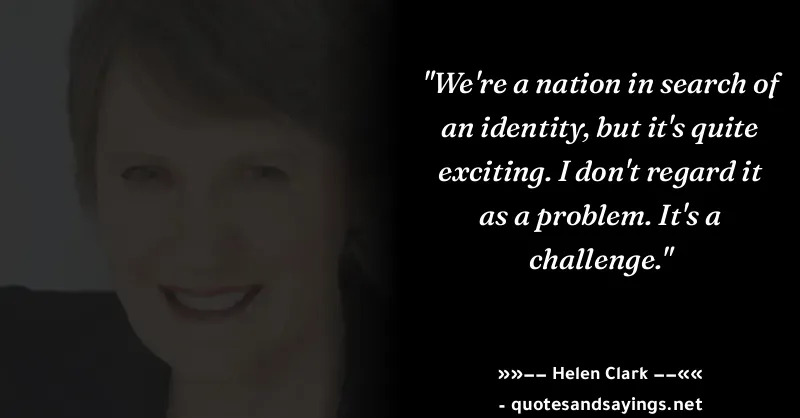 "We're a nation in search of
an identity, but it's quite
exciting. I don't regard it
as a problem. It's a
challenge."
»»–– Helen Clark ––««
- quotesandsayings.net